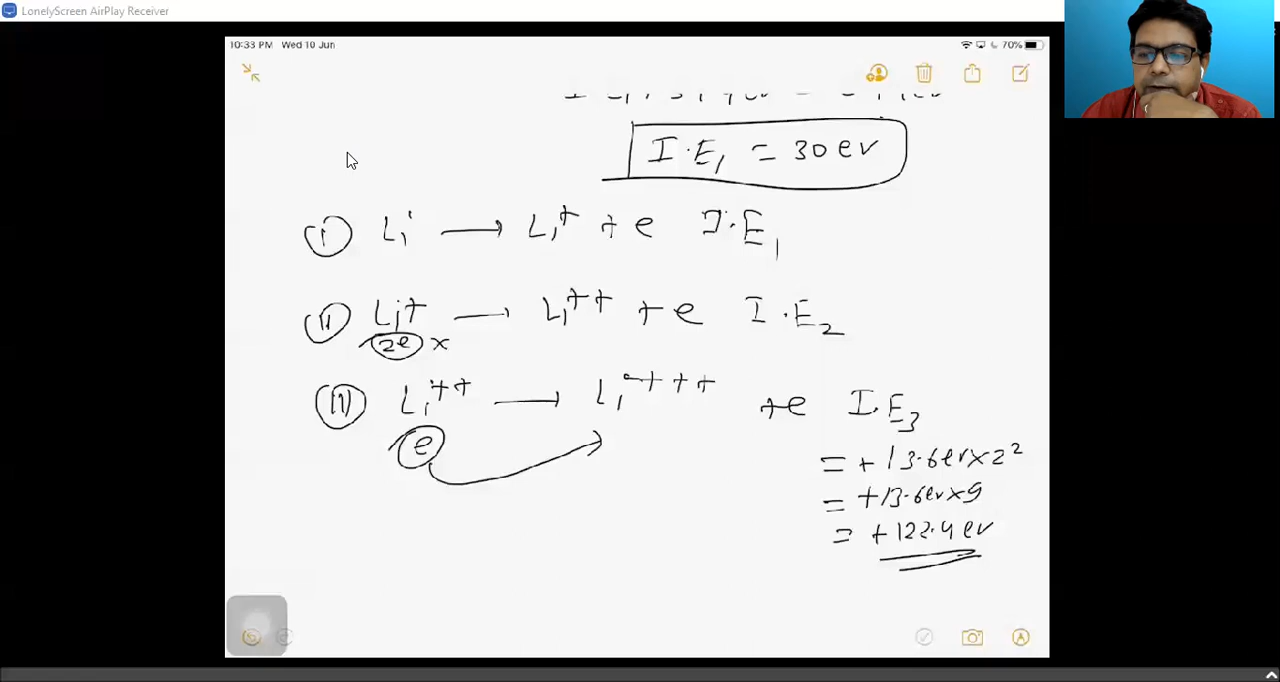 LonelyScreen AirPlay Receiver
10:33 PM Wed 10 Jun
70%
I.E1 = 30 ev
I Li → Li+ + e I.E1
II Li+ → Li++ + e I.E2
2e x
III Li++ → Li+++ + e I.E3
e
= +13.6ev×z²
= +13.6ev×9
= +122.4 ev